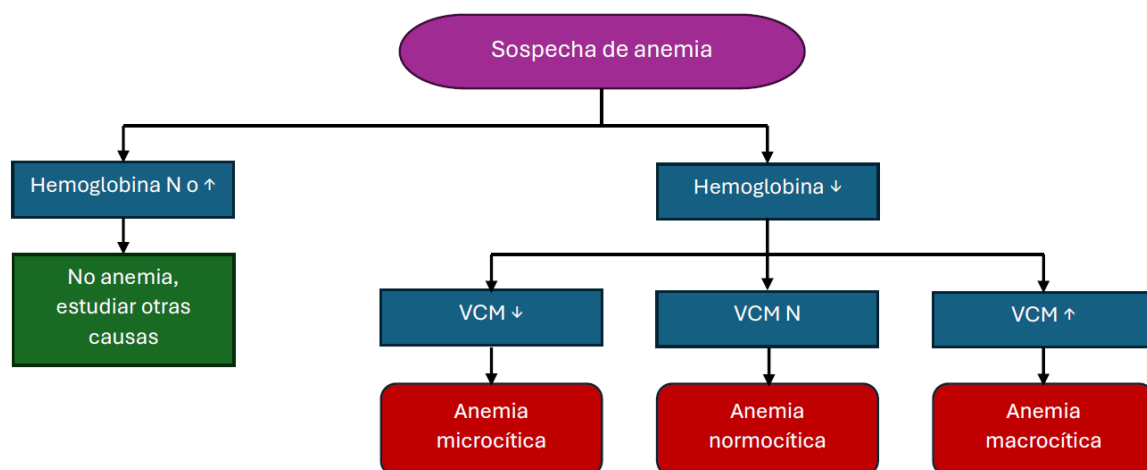 Sospecha de anemia
Hemoglobina N o ↑
Hemoglobina ↓
No anemia,
estudiar otras
causas
VCM ↓
VCM N
VCM ↑
Anemia
microcítica
Anemia
normocítica
Anemia
macrocítica